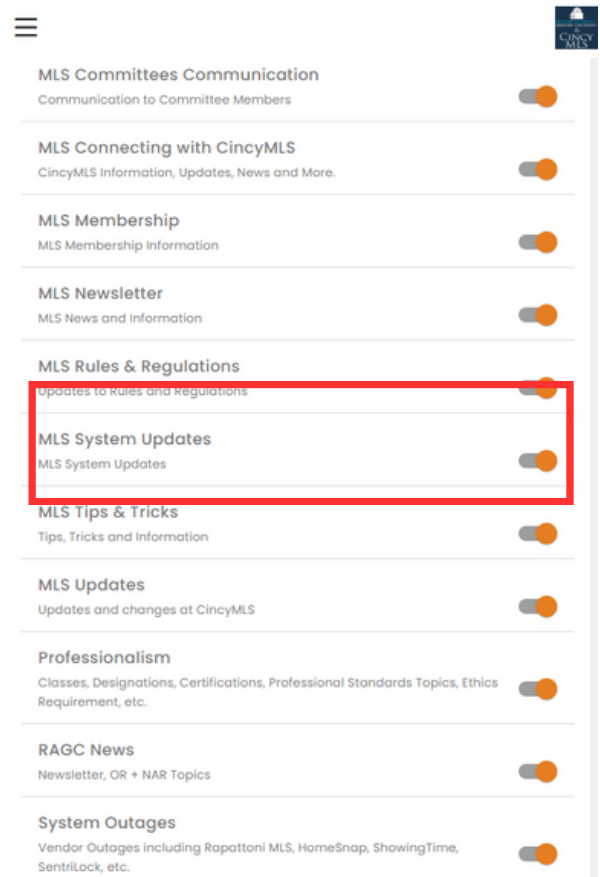 CINCY
MLS
MLS Committees Communication
Communication to Committee Members
MLS Connecting with CincyMLS
CincyMLS Information, Updates, News and More.
MLS Membership
MLS Membership Information
MLS Newsletter
MLS News and Information
MLS Rules & Regulations
Updates to Rules and Regulations
MLS System Updates
MLS System Updates
MLS Tips & Tricks
Tips, Tricks and Information
MLS Updates
Updates and changes at CincyMLS
Professionalism
Classes, Designations, Certifications, Professional Standards Topics, Ethics
Requirement, etc.
RAGC News
Newsletter, OR + NAR Topics
System Outages
Vendor Outages including Rapattoni MLS, HomeSnap, ShowingTime,
SentriLock, etc.